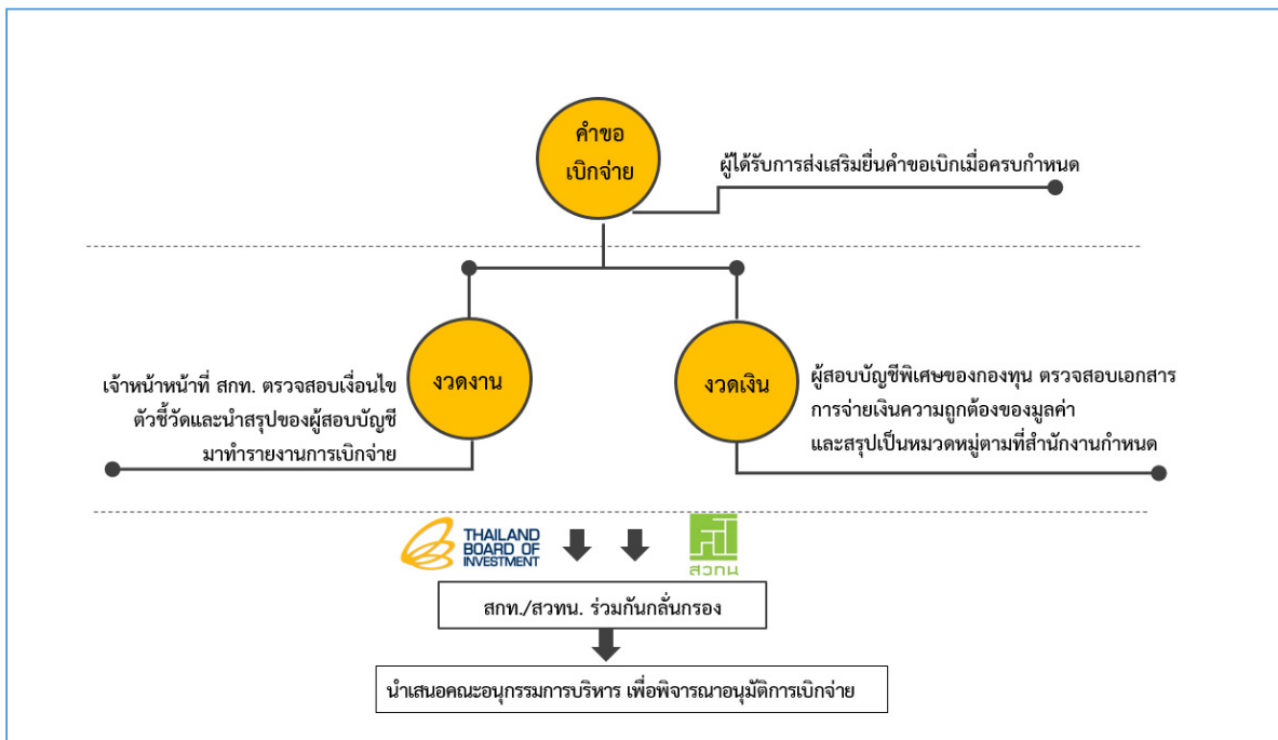 คำขอ
เบิกจ่าย
ผู้ได้รับการส่งเสริมยื่นคำขอเบิกเมื่อครบกำหนด
งวดงาน
เจ้าหน้าหน้าที่ สกท. ตรวจสอบเงื่อนไข
ตัวชี้วัดและนำสรุปของผู้สอบบัญชี
มาทำรายงานการเบิกจ่าย
งวดเงิน
ผู้สอบบัญชีพิเศษของกองทุน ตรวจสอบเอกสาร
การจ่ายเงินความถูกต้องของมูลค่า
และสรุปเป็นหมวดหมู่ตามที่สำนักงานกำหนด
THAILAND
BOARD OF
INVESTMENT
สวทน
สกท./สวทน. ร่วมกันกลั่นกรอง
นำเสนอคณะอนุกรรมการบริหาร เพื่อพิจารณาอนุมัติการเบิกจ่าย